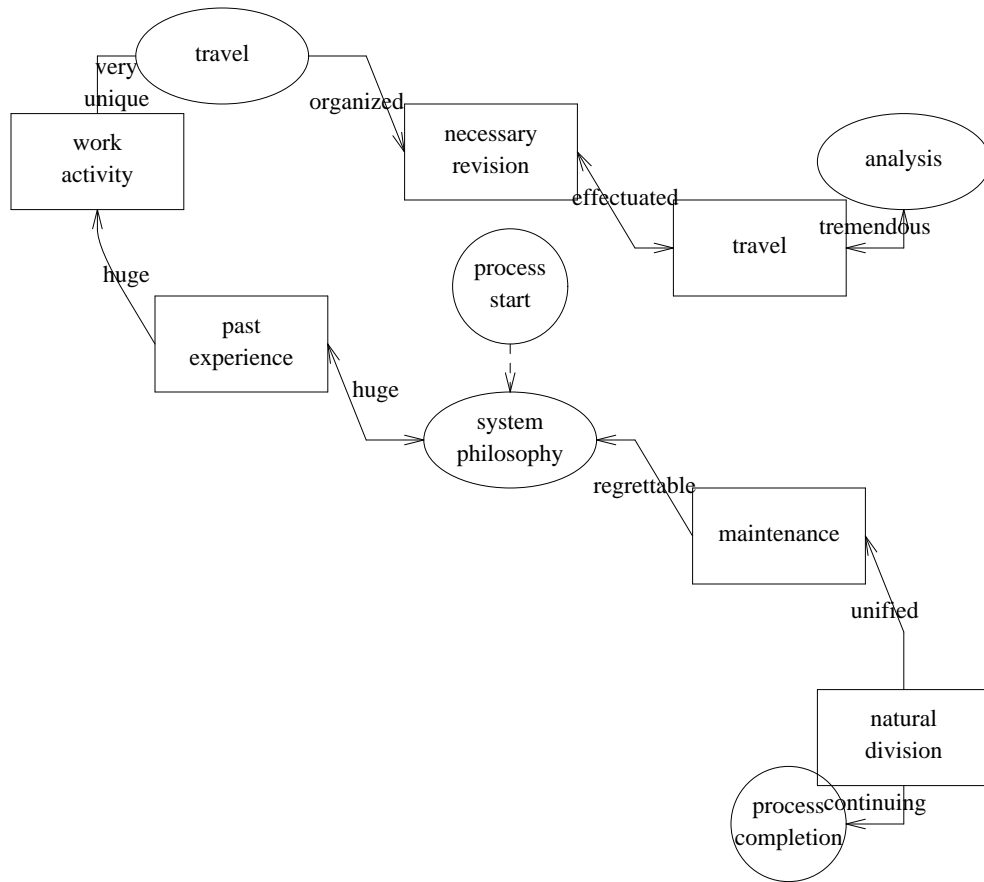 travel
very
unique
organized
work
activity
necessary
revision
analysis
effectuated
travel
tremendous
process
start
huge
past
experience
huge
system
philosophy
regrettable
maintenance
unified
natural
division
continuing
process
completion